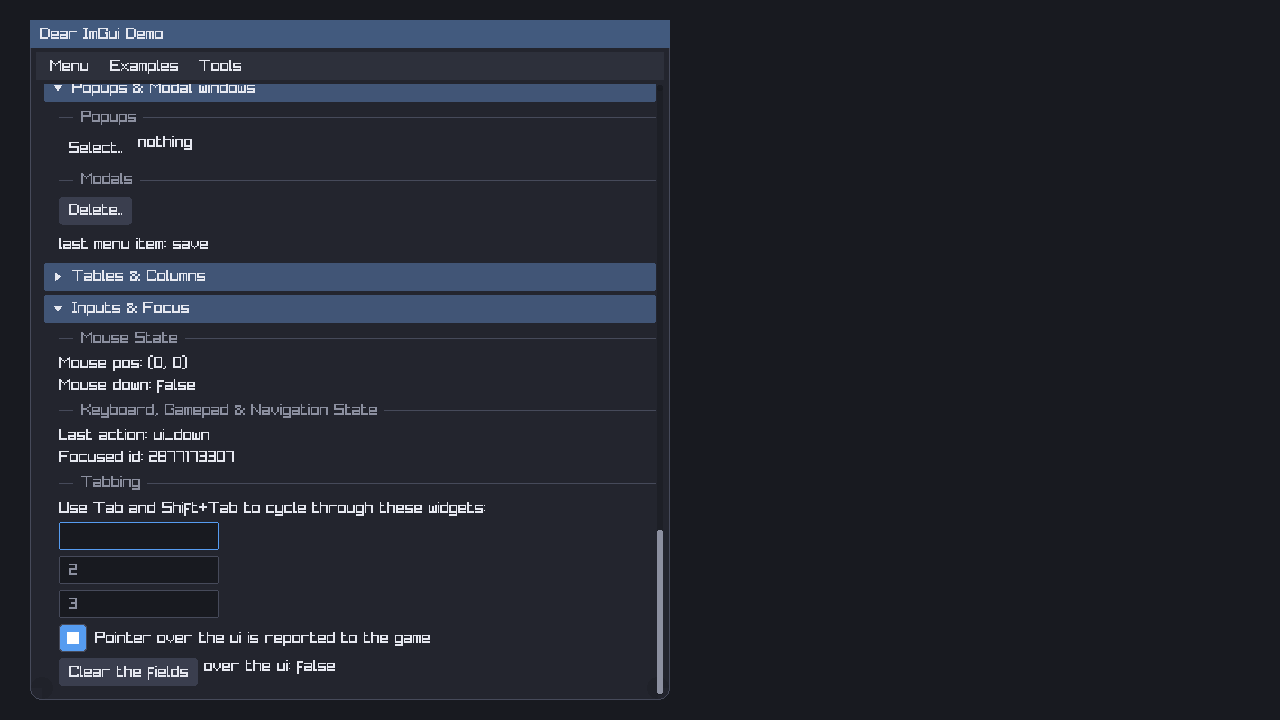 Dear ImGui Demo
Menu Examples Tools
Popups & Modal windows
Popups
Select.. nothing
Modals
Delete..
last menu item: save
Tables & Columns
Inputs & Focus
Mouse State
Mouse pos: (0, 0)
Mouse down: false
Keyboard, Gamepad & Navigation State
Last action: ui_down
Focused id: 2877173307
Tabbing
Use Tab and Shift+Tab to cycle through these widgets:
2
3
Pointer over the ui is reported to the game
Clear the fields over the ui: false